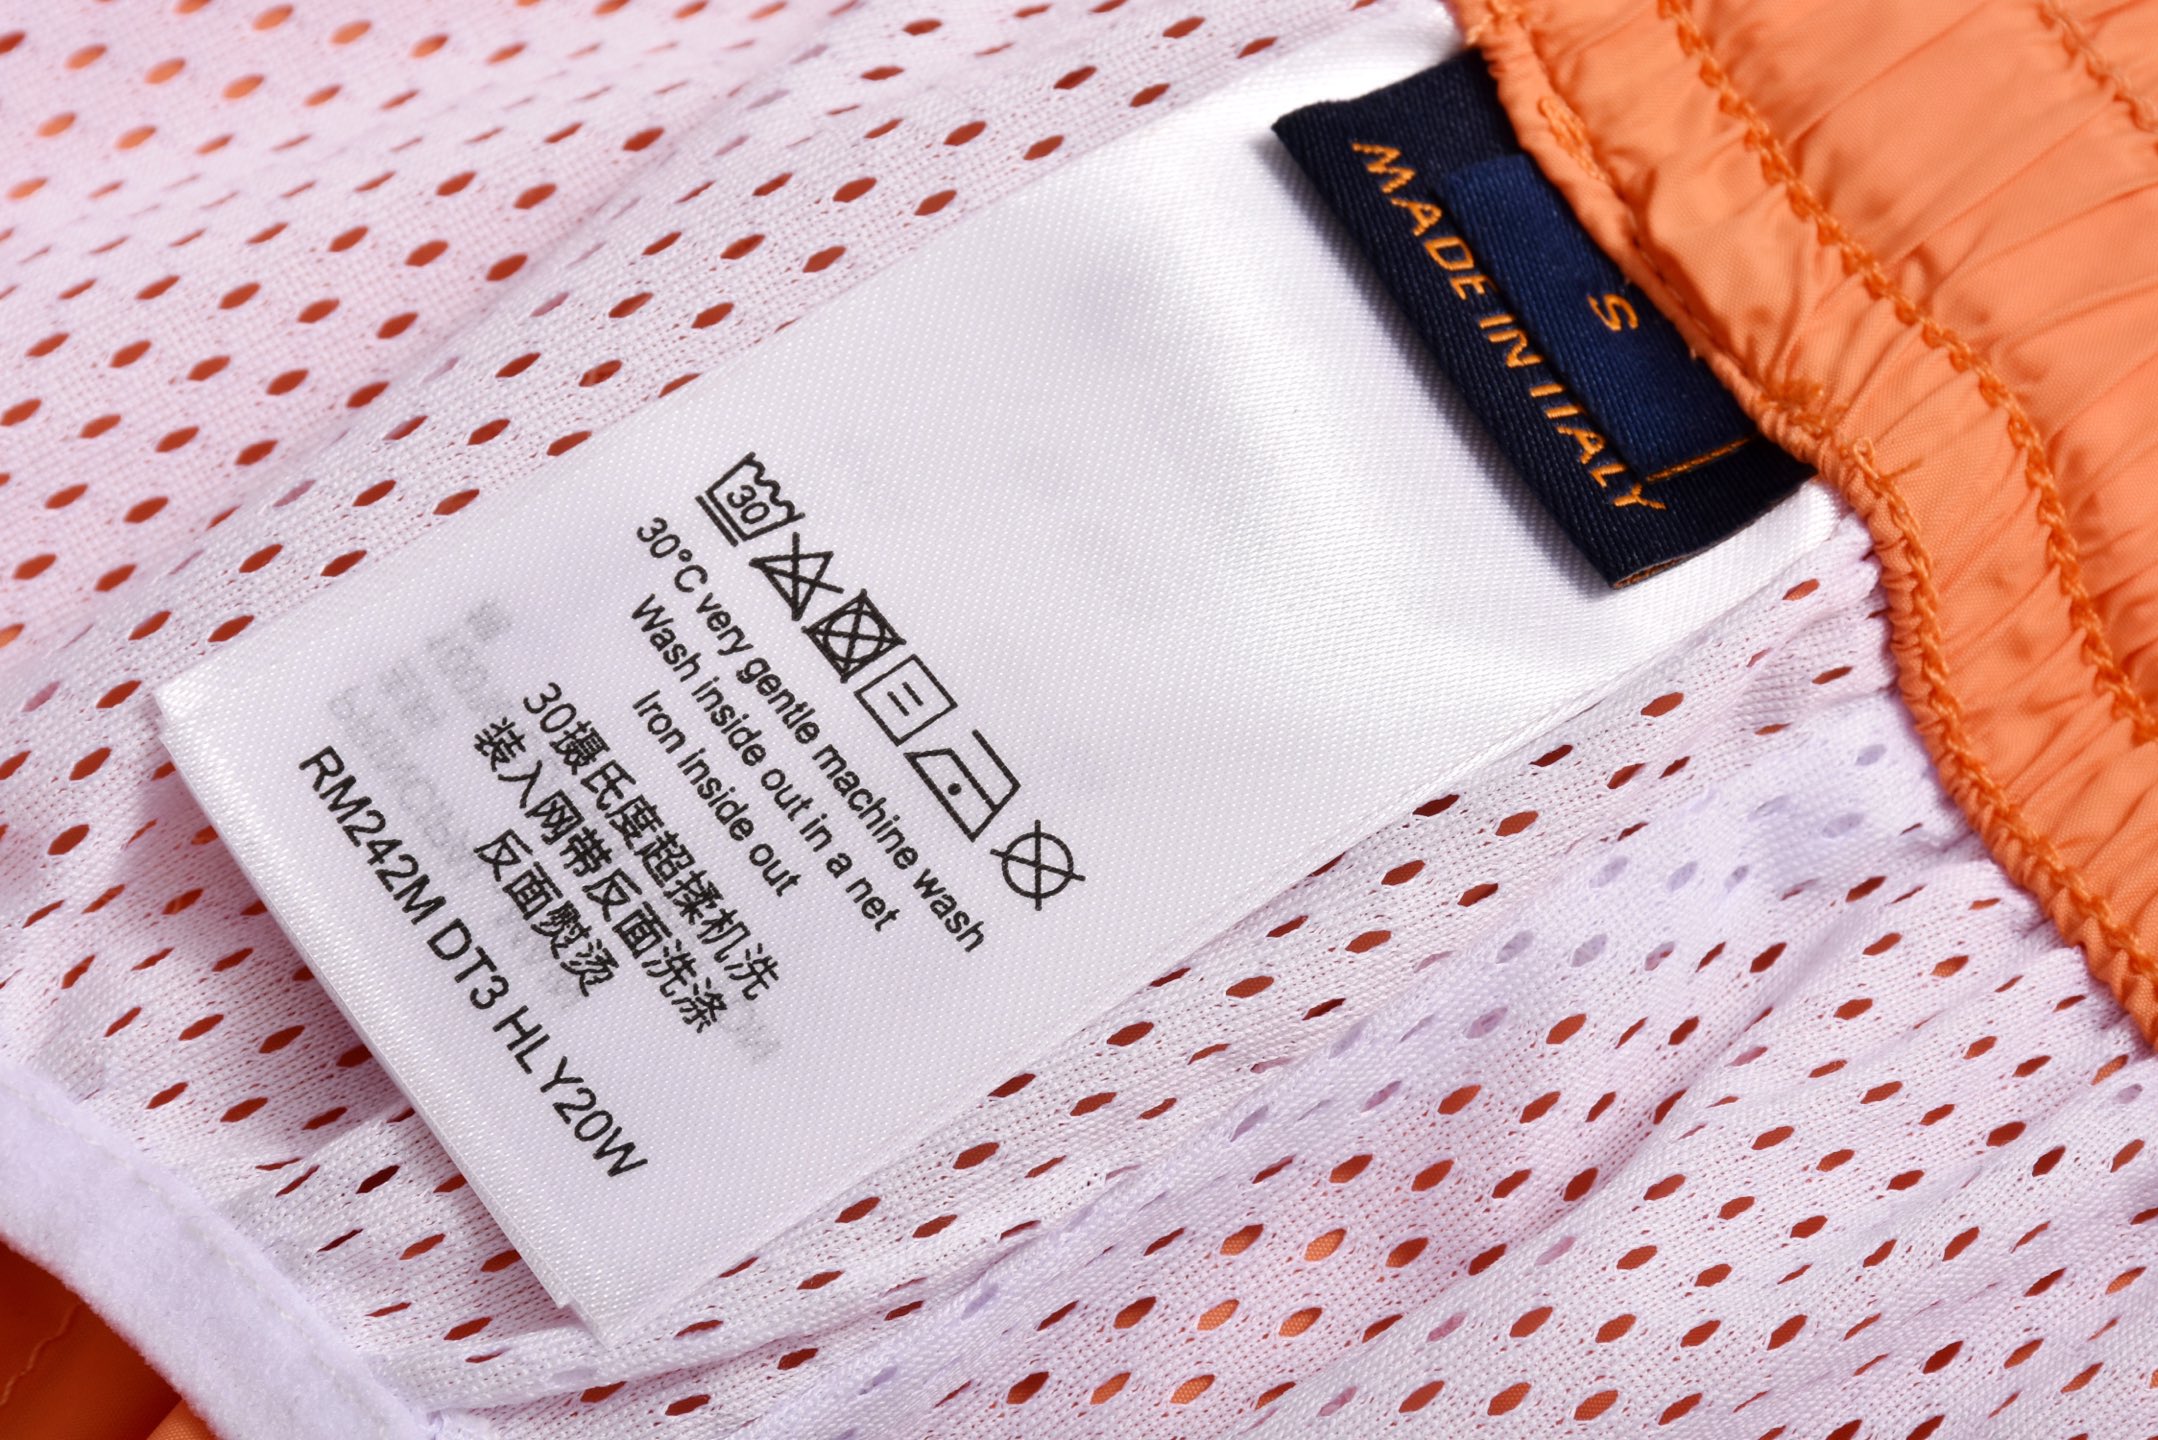 MADE IN ITALY
S
30
30°C very gentle machine wash
Wash inside out in a net
Iron inside out
30摄氏度超揉机洗
装入网带反面洗涤
反面熨烫
RM242M DT3 HLY20W